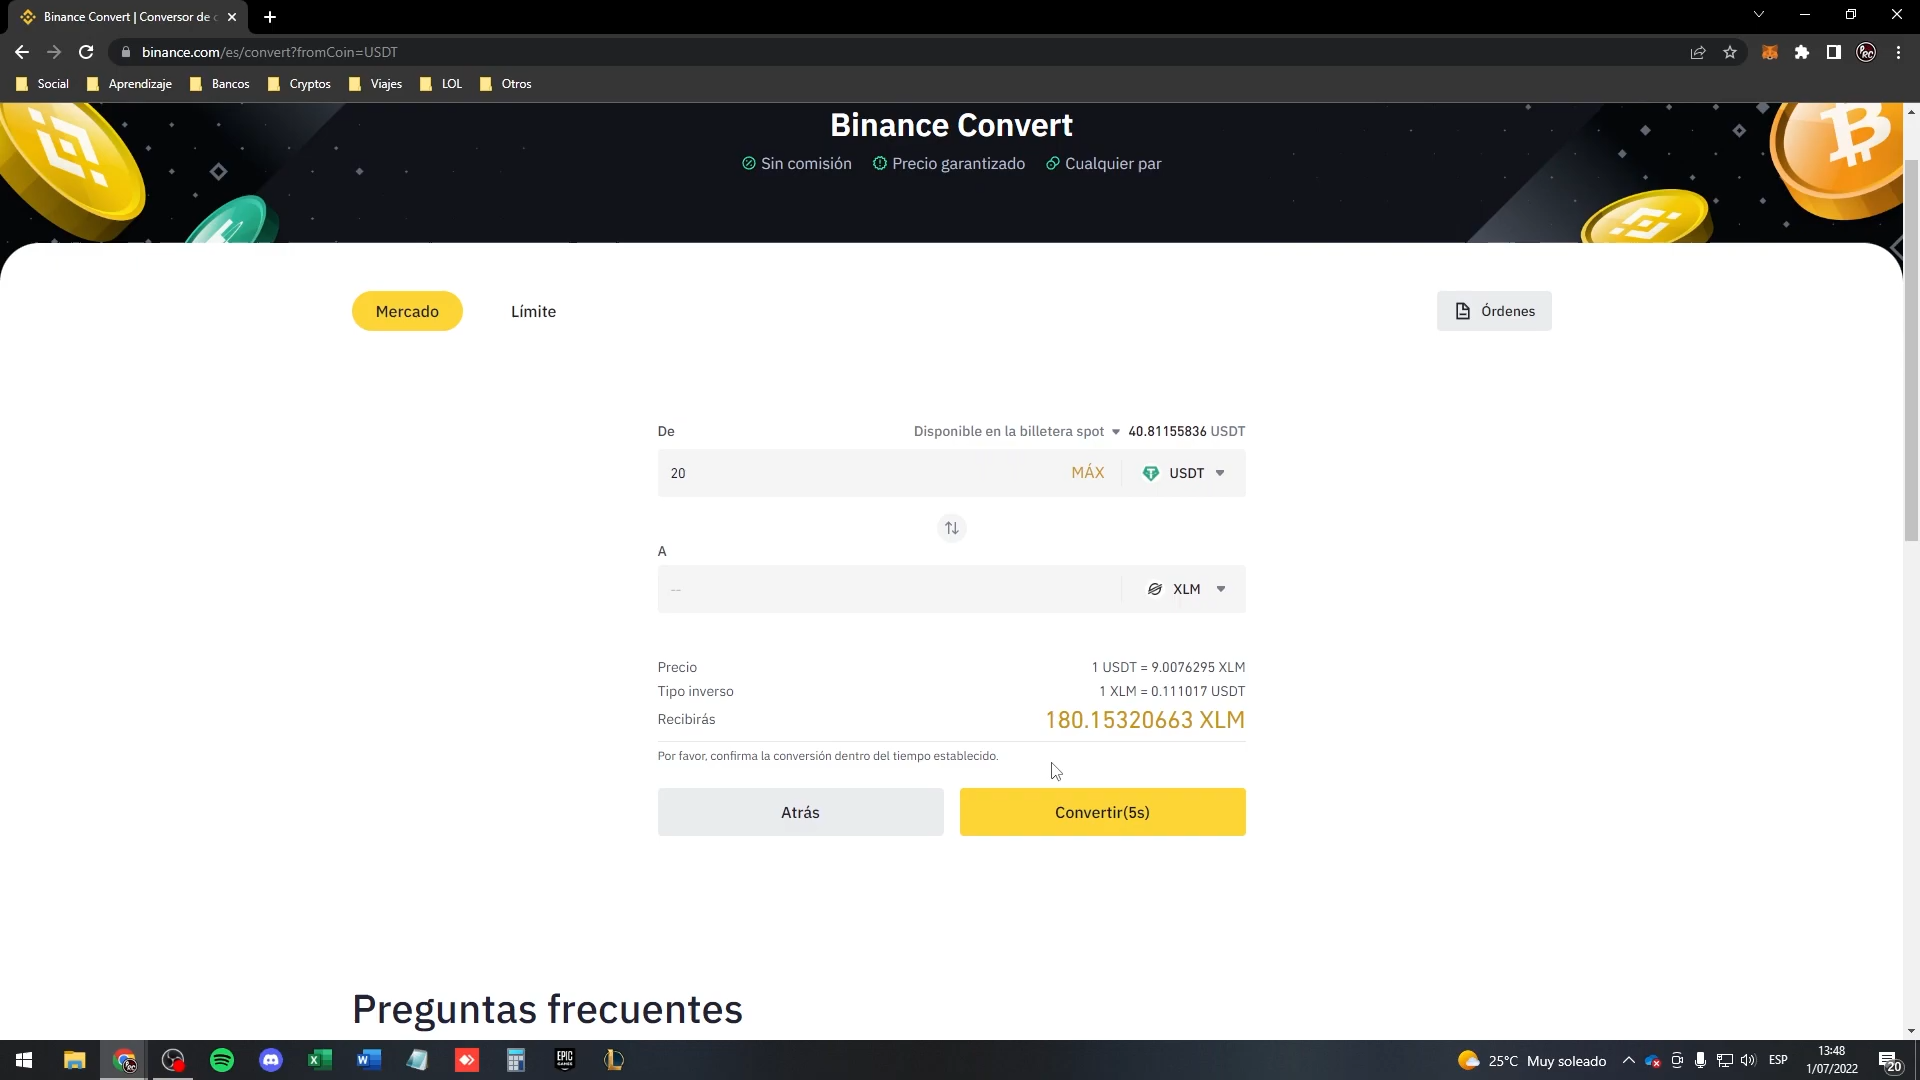 Binance Convert | Conversor de c
binance.com/es/convert?fromCoin=USDT
Social Aprendizaje Bancos Cryptos Viajes LOL Otros
Binance Convert
Sin comisión Precio garantizado Cualquier par
Mercado Límite Órdenes
De Disponible en la billetera spot 40.81155836 USDT
20 MÁX USDT
A
-- XLM
Precio 1 USDT = 9.0076295 XLM
Tipo inverso 1 XLM = 0.111017 USDT
Recibirás 180.15320663 XLM
Por favor, confirma la conversión dentro del tiempo establecido.
Atrás Convertir(5s)
Preguntas frecuentes
25°C Muy soleado ESP 13:48
1/07/2022 20